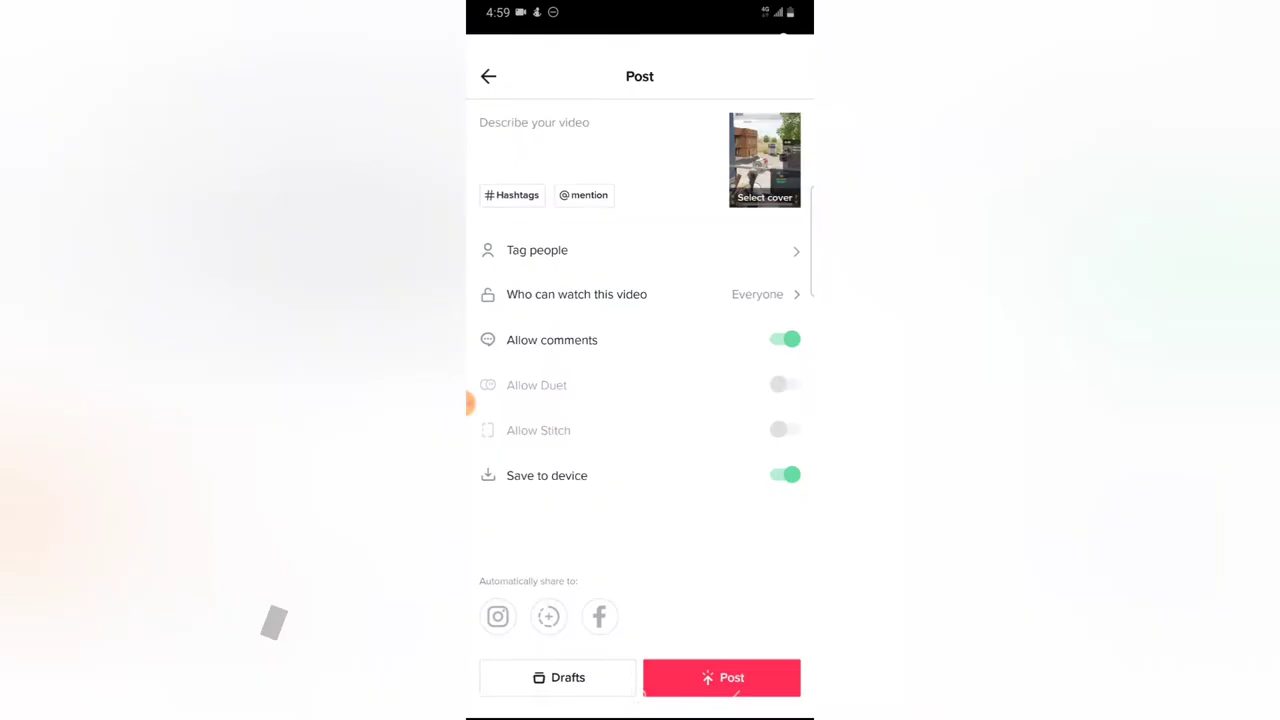 4:59
4G
Post
Describe your video
# Hashtags @ mention
Select cover
Tag people
Who can watch this video Everyone
Allow comments
Allow Duet
Allow Stitch
Save to device
Automatically share to:
Drafts Post